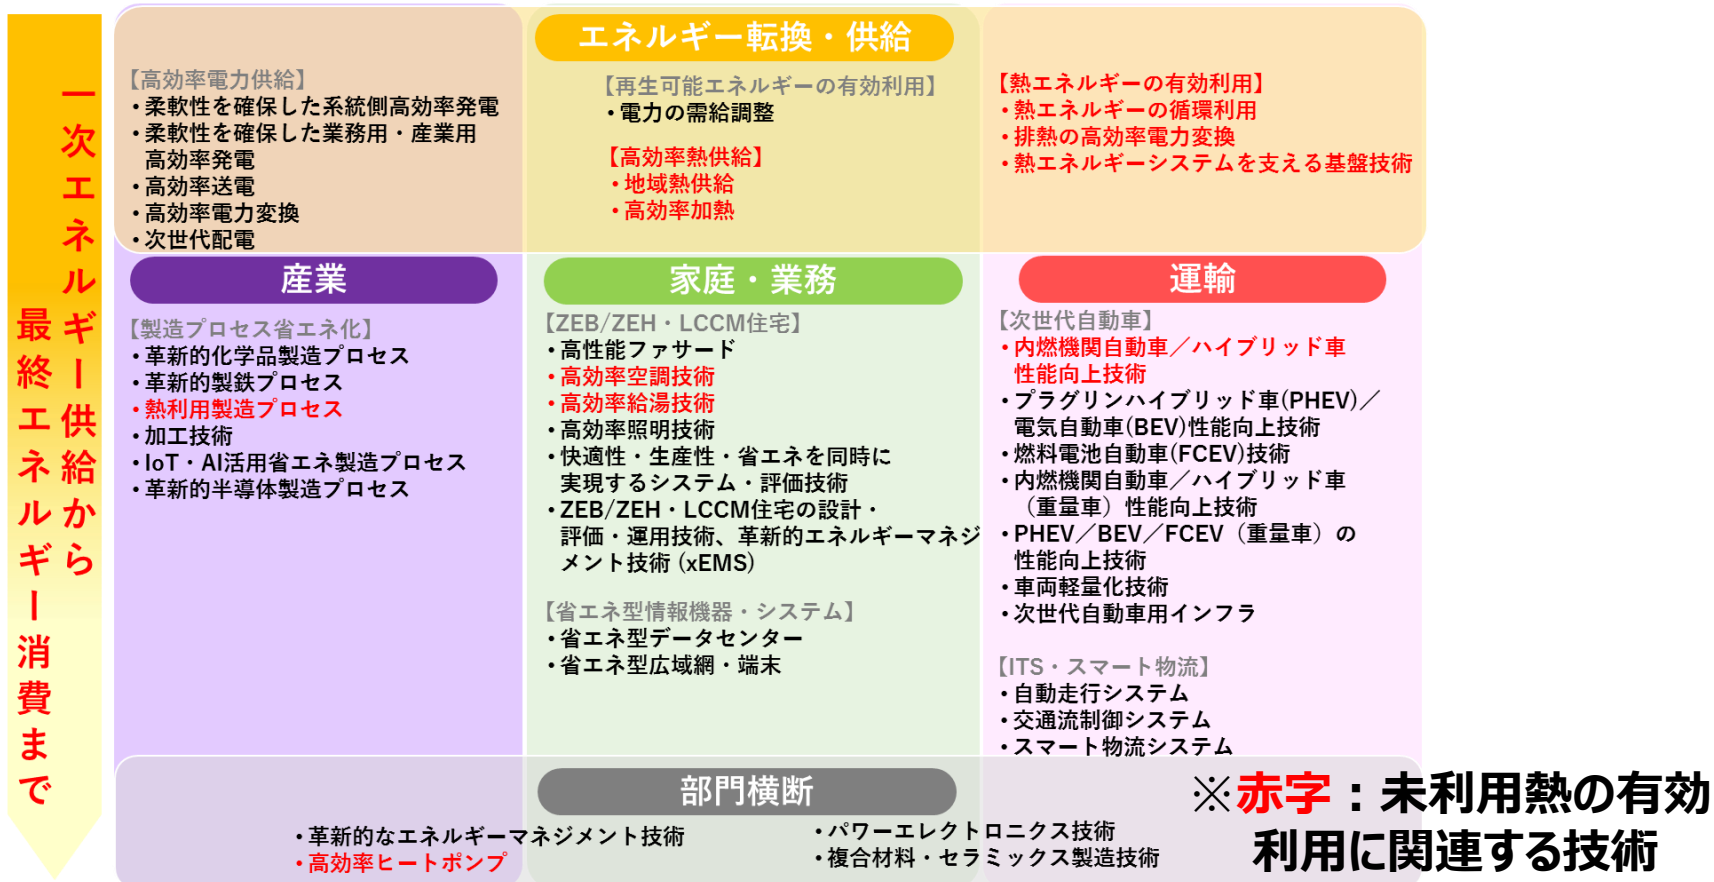 一次エネルギー供給から
最終エネルギー消費まで
エネルギー転換・供給
【高効率電力供給】
・柔軟性を確保した系統側高効率発電
・柔軟性を確保した業務用・産業用
高効率発電
・高効率送電
・高効率電力変換
・次世代配電
【再生可能エネルギーの有効利用】
・電力の需給調整
【高効率熱供給】
・地域熱供給
・高効率加熱
【熱エネルギーの有効利用】
・熱エネルギーの循環利用
・排熱の高効率電力変換
・熱エネルギーシステムを支える基盤技術
産業
【製造プロセス省エネ化】
・革新的化学品製造プロセス
・革新的製鉄プロセス
・熱利用製造プロセス
・加工技術
・IoT・AI活用省エネ製造プロセス
・革新的半導体製造プロセス
家庭・業務
【ZEB/ZEH・LCCM住宅】
・高性能ファサード
・高効率空調技術
・高効率給湯技術
・高効率照明技術
・快適性・生産性・省エネを同時に
実現するシステム・評価技術
・ZEB/ZEH・LCCM住宅の設計・
評価・運用技術、革新的エネルギーマネジ
メント技術 (xEMS)
【省エネ型情報機器・システム】
・省エネ型データセンター
・省エネ型広域網・端末
運輸
【次世代自動車】
・内燃機関自動車／ハイブリッド車
性能向上技術
・プラグリンハイブリッド車(PHEV)／
電気自動車(BEV)性能向上技術
・燃料電池自動車(FCEV)技術
・内燃機関自動車／ハイブリッド車
（重量車）性能向上技術
・PHEV／BEV／FCEV（重量車）の
性能向上技術
・車両軽量化技術
・次世代自動車用インフラ
【ITS・スマート物流】
・自動走行システム
・交通流制御システム
・スマート物流システム
部門横断
・革新的なエネルギーマネジメント技術
・高効率ヒートポンプ
・パワーエレクトロニクス技術
・複合材料・セラミックス製造技術
※赤字：未利用熱の有効
利用に関連する技術